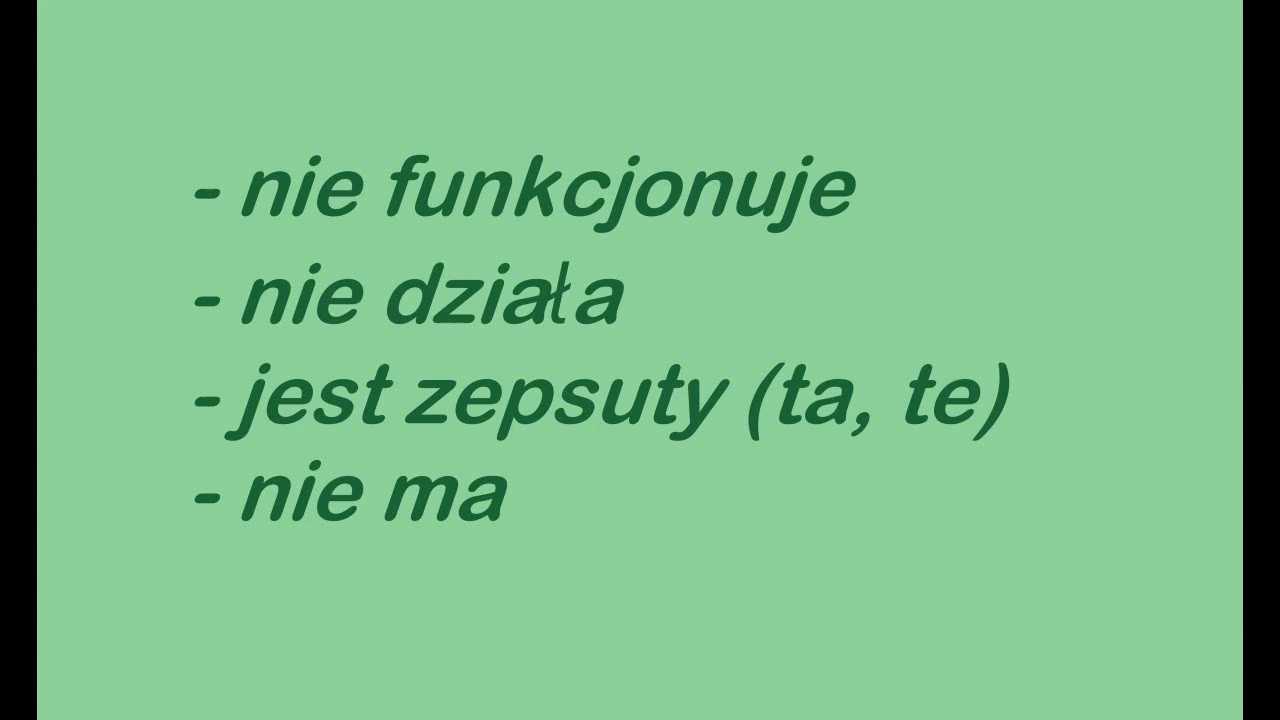 - nie funkcjonuje
- nie działa
- jest zepsuty (ta, te)
- nie ma